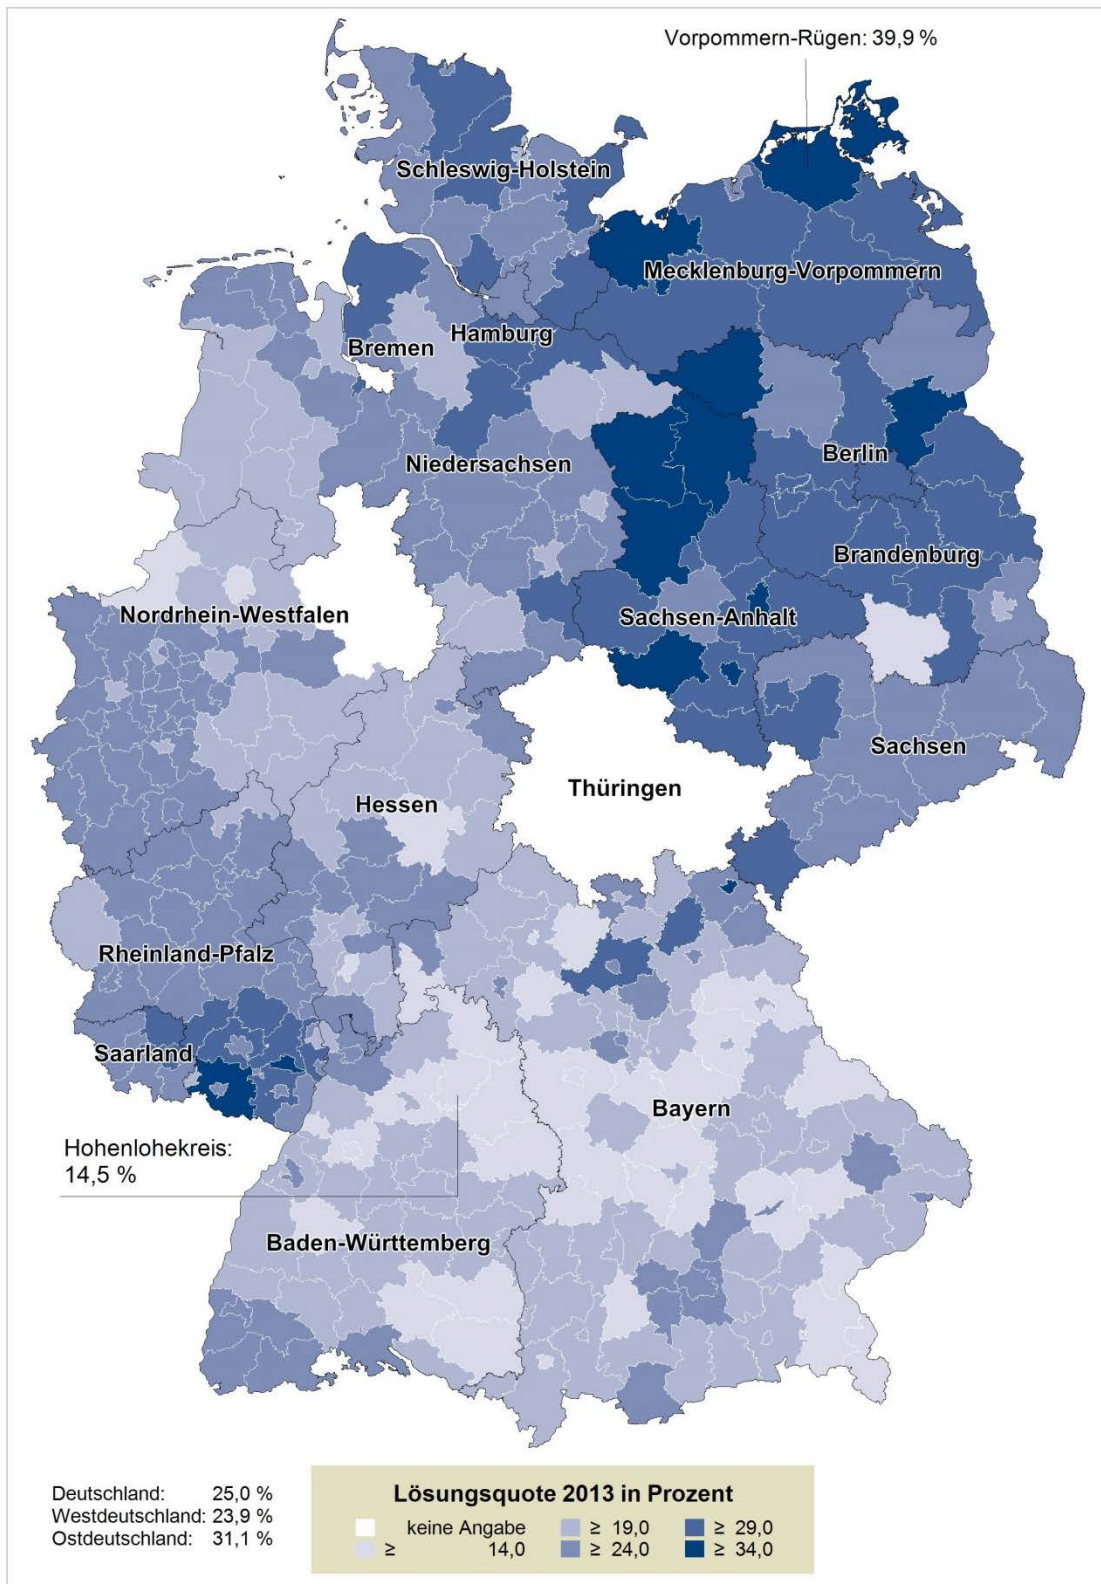 Vorpommern-Rügen: 39,9 %
Schleswig-Holstein
Mecklenburg-Vorpommern
Hamburg
Bremen
Niedersachsen
Berlin
Brandenburg
Nordrhein-Westfalen
Sachsen-Anhalt
Sachsen
Thüringen
Hessen
Rheinland-Pfalz
Saarland
Bayern
Hohenlohekreis:
14,5 %
Baden-Württemberg
Deutschland: 25,0 %
Westdeutschland: 23,9 %
Ostdeutschland: 31,1 %
Lösungsquote 2013 in Prozent
keine Angabe ≥ 19,0 ≥ 29,0
≥ 14,0 ≥ 24,0 ≥ 34,0